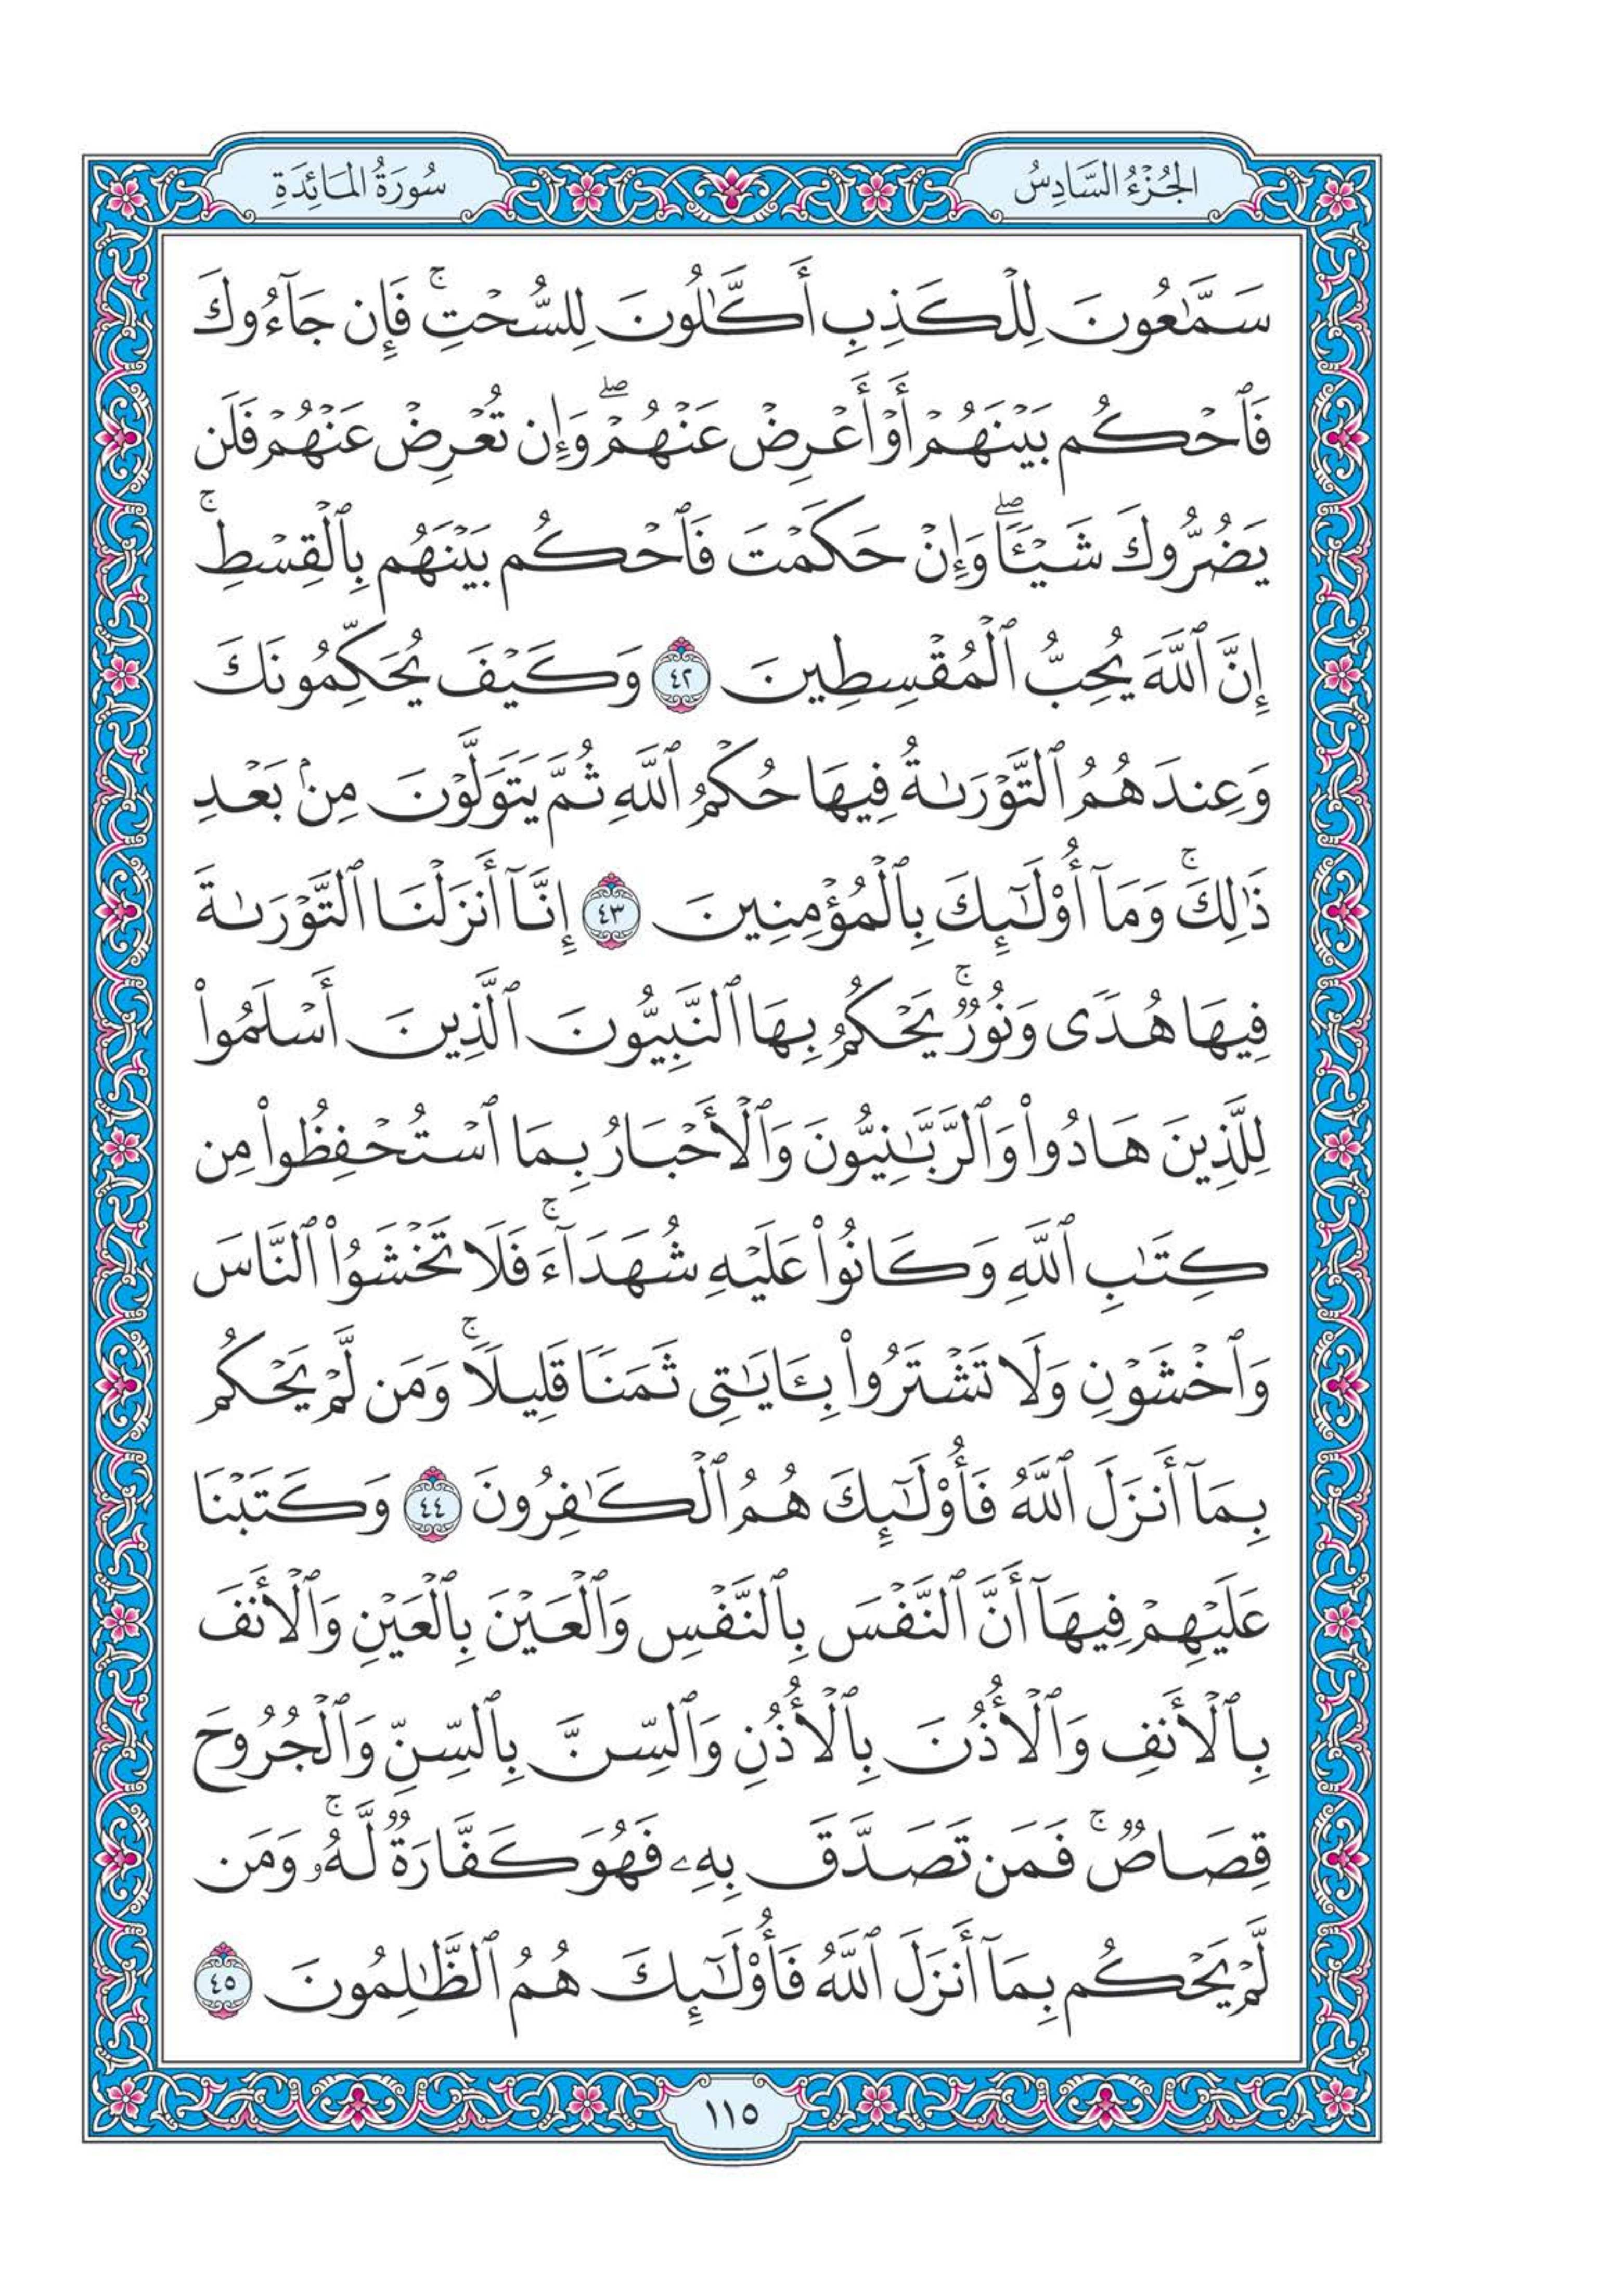 الجُزْءُ السَّادِسُ
سُورَةُ المَائِدَةِ
سَمَّٰعُونَ لِلۡكَذِبِ أَكَّٰلُونَ لِلسُّحۡتِۚ فَإِن جَآءُوكَ
فَٱحۡكُم بَيۡنَهُمۡ أَوۡ أَعۡرِضۡ عَنۡهُمۡۖ وَإِن تُعۡرِضۡ عَنۡهُمۡ فَلَن
يَضُرُّوكَ شَيۡـٔٗاۖ وَإِنۡ حَكَمۡتَ فَٱحۡكُم بَيۡنَهُم بِٱلۡقِسۡطِۚ
إِنَّ ٱللَّهَ يُحِبُّ ٱلۡمُقۡسِطِينَ ٤٢ وَكَيۡفَ يُحَكِّمُونَكَ
وَعِندَهُمُ ٱلتَّوۡرَىٰةُ فِيهَا حُكۡمُ ٱللَّهِ ثُمَّ يَتَوَلَّوۡنَ مِنۢ بَعۡدِ
ذَٰلِكَۚ وَمَآ أُوْلَٰٓئِكَ بِٱلۡمُؤۡمِنِينَ ٤٣ إِنَّآ أَنزَلۡنَا ٱلتَّوۡرَىٰةَ
فِيهَا هُدٗى وَنُورٞۚ يَحۡكُمُ بِهَا ٱلنَّبِيُّونَ ٱلَّذِينَ أَسۡلَمُواْ
لِلَّذِينَ هَادُواْ وَٱلرَّبَّٰنِيُّونَ وَٱلۡأَحۡبَارُ بِمَا ٱسۡتُحۡفِظُواْ مِن
كِتَٰبِ ٱللَّهِ وَكَانُواْ عَلَيۡهِ شُهَدَآءَۚ فَلَا تَخۡشَوُاْ ٱلنَّاسَ
وَٱخۡشَوۡنِ وَلَا تَشۡتَرُواْ بِـَٔايَٰتِي ثَمَنٗا قَلِيلٗاۚ وَمَن لَّمۡ يَحۡكُم
بِمَآ أَنزَلَ ٱللَّهُ فَأُوْلَٰٓئِكَ هُمُ ٱلۡكَٰفِرُونَ ٤٤ وَكَتَبۡنَا
عَلَيۡهِمۡ فِيهَآ أَنَّ ٱلنَّفۡسَ بِٱلنَّفۡسِ وَٱلۡعَيۡنَ بِٱلۡعَيۡنِ وَٱلۡأَنفَ
بِٱلۡأَنفِ وَٱلۡأُذُنَ بِٱلۡأُذُنِ وَٱلسِّنَّ بِٱلسِّنِّ وَٱلۡجُرُوحَ
قِصَاصٞۚ فَمَن تَصَدَّقَ بِهِۦ فَهُوَ كَفَّارَةٞ لَّهُۥۚ وَمَن
لَّمۡ يَحۡكُم بِمَآ أَنزَلَ ٱللَّهُ فَأُوْلَٰٓئِكَ هُمُ ٱلظَّٰلِمُونَ ٤٥
١١٥